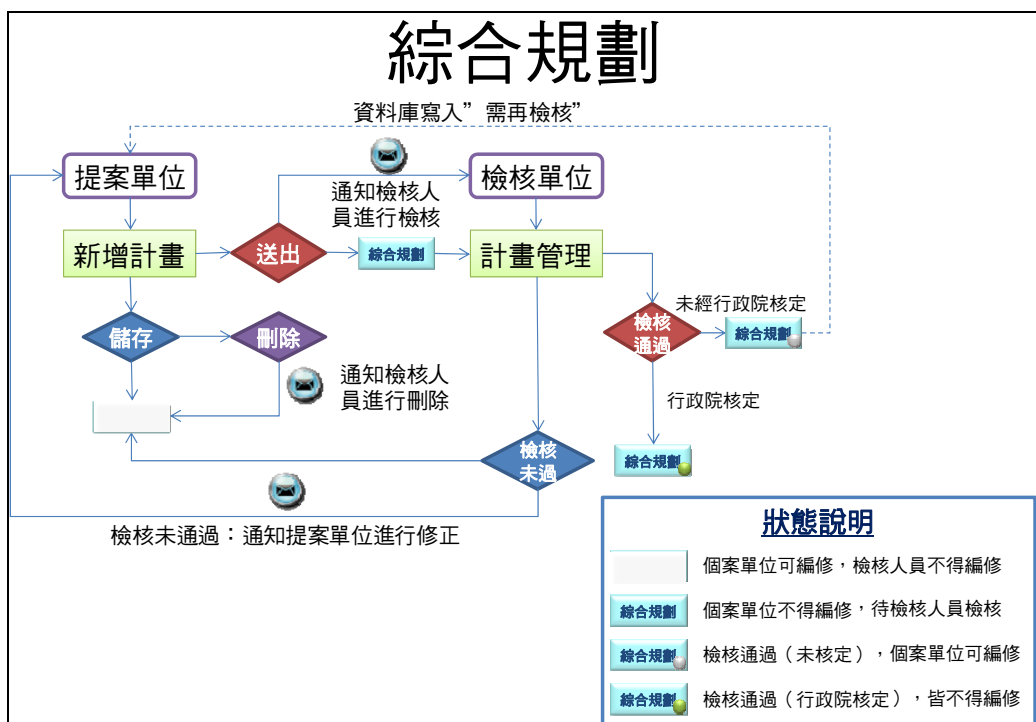 綜合規劃
資料庫寫入”需再檢核”
提案單位
檢核單位
通知檢核人
員進行檢核
新增計畫
送出
綜合規劃
計畫管理
未經行政院核定
檢核
通過
綜合規劃
儲存
刪除
通知檢核人
員進行刪除
行政院核定
檢核
未過
綜合規劃
檢核未通過：通知提案單位進行修正
狀態說明
個案單位可編修，檢核人員不得編修
綜合規劃 個案單位不得編修，待檢核人員檢核
綜合規劃 檢核通過（未核定），個案單位可編修
綜合規劃 檢核通過（行政院核定），皆不得編修